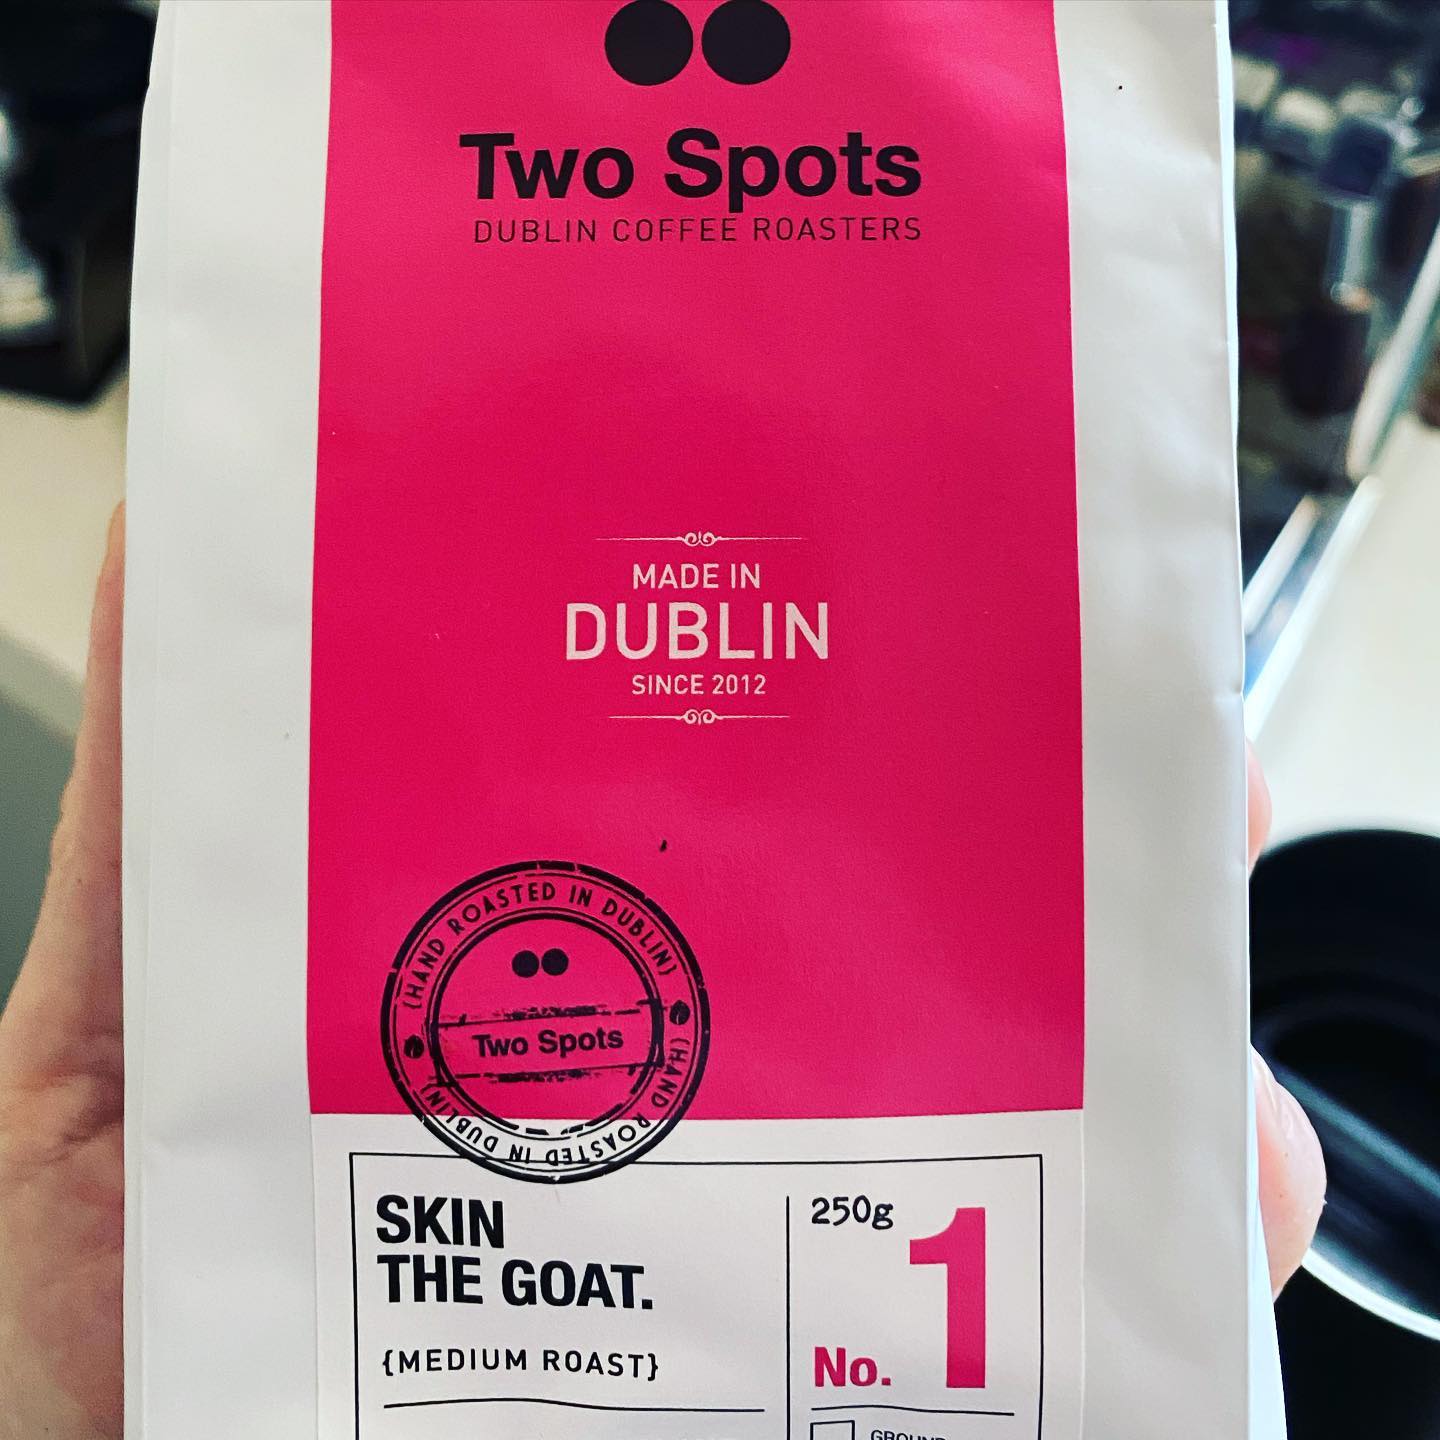 Two Spots
DUBLIN COFFEE ROASTERS
MADE IN
DUBLIN
SINCE 2012
(HAND ROASTED IN DUBLIN)
(HAND ROASTED IN DUBLIN)
Two Spots
SKIN
THE GOAT.
{MEDIUM ROAST}
250g
No. 1